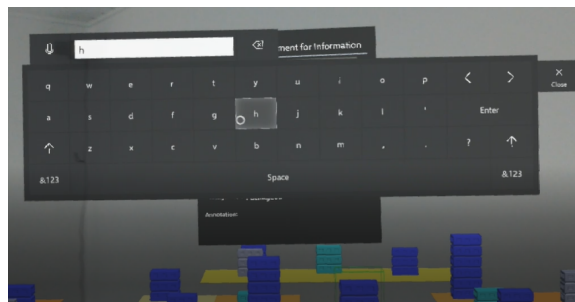 h
ment for Information
q w e r t y u i o p < >
Close
a s d f g h j k l ' Enter
z x c v b n m , . ?
&123 Space &123
Annotation: